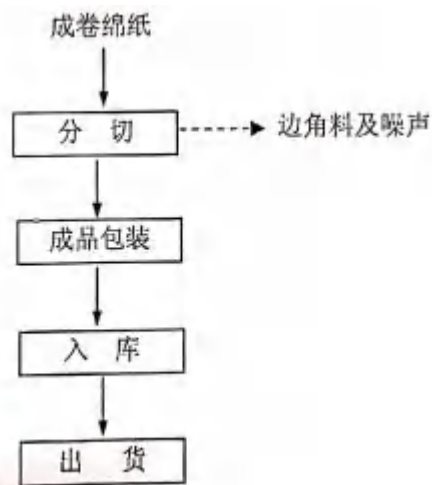 成卷绵纸
分 切
边角料及噪声
成品包装
入 库
出 货